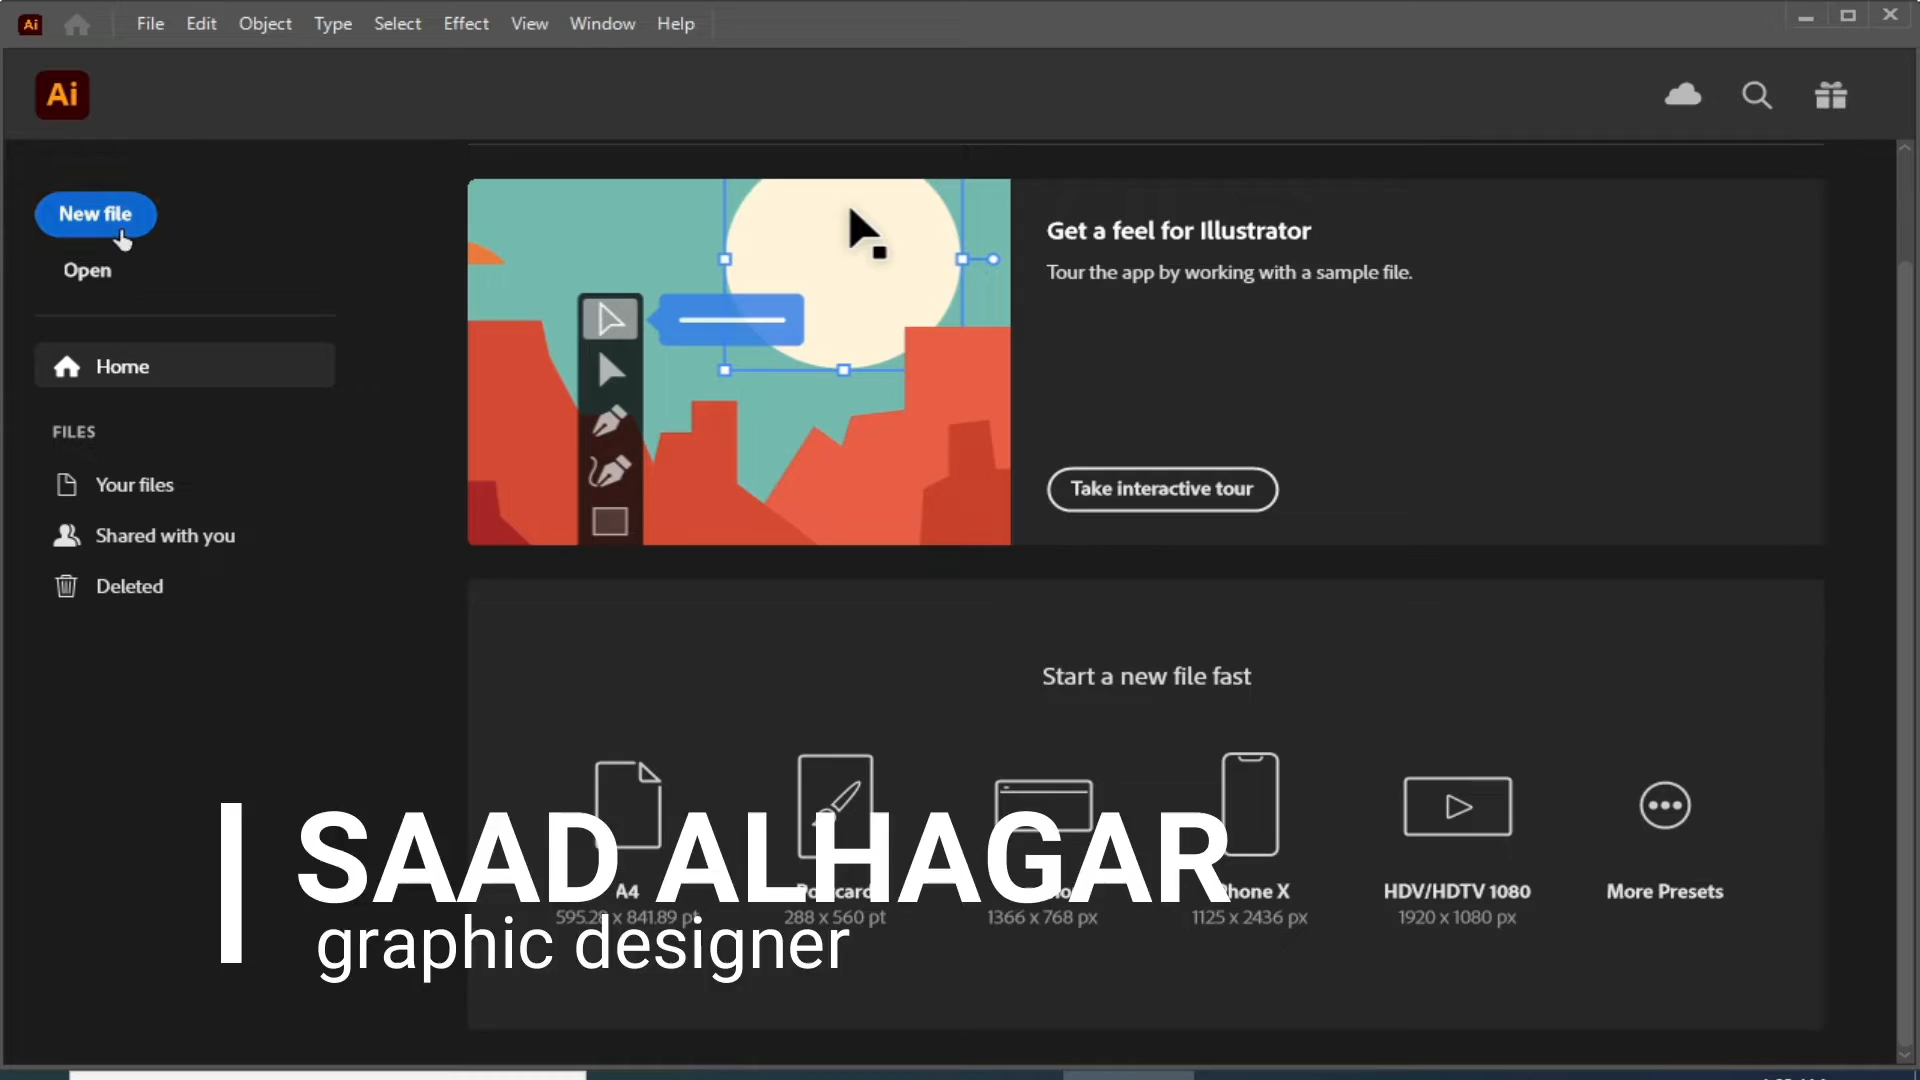 Ai File Edit Object Type Select Effect View Window Help
Ai
New file
Open
Home
FILES
Your files
Shared with you
Deleted
Get a feel for Illustrator
Tour the app by working with a sample file.
Take interactive tour
Start a new file fast
A4 HDV/HDTV 1080 More Presets
288 x 560 pt 1366 x 768 px 1125 x 2436 px 1920 x 1080 px
SAAD ALHAGAR
graphic designer